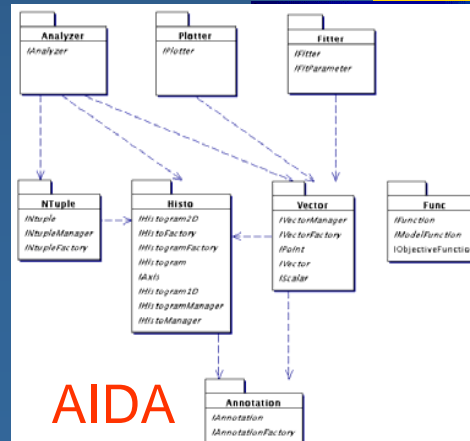 Analyzer
IAnalyzer
Plotter
IPlotter
Fitter
IFitter
IFitParameter
NTuple
INtuple
INtupleManager
INtupleFactory
Histo
IHistogram2D
IHistoFactory
IHistogramFactory
IHistogram
IAxis
IHistogram1D
IHistogramManager
IHistoManager
Vector
IVectorManager
IVectorFactory
IPoint
IVector
IScalar
Func
IFunction
IModelFunction
IObjectiveFunction
AIDA
Annotation
IAnnotation
IAnnotationFactory